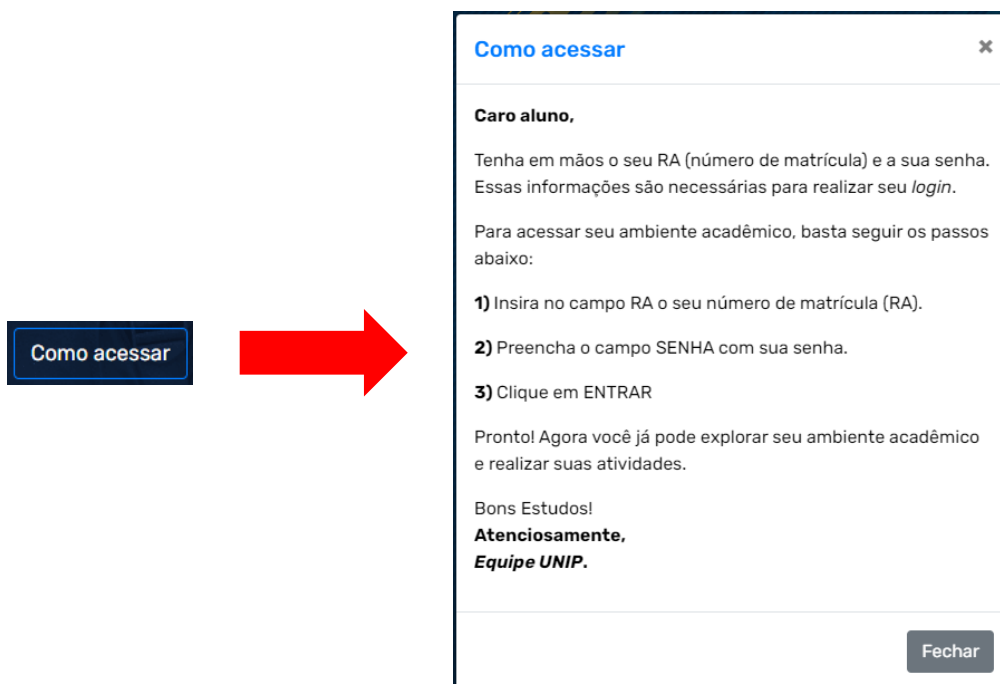 Como acessar
Como acessar ×
Caro aluno,
Tenha em mãos o seu RA (número de matrícula) e a sua senha.
Essas informações são necessárias para realizar seu login.
Para acessar seu ambiente acadêmico, basta seguir os passos
abaixo:
1) Insira no campo RA o seu número de matrícula (RA).
2) Preencha o campo SENHA com sua senha.
3) Clique em ENTRAR
Pronto! Agora você já pode explorar seu ambiente acadêmico
e realizar suas atividades.
Bons Estudos!
Atenciosamente,
Equipe UNIP.
Fechar